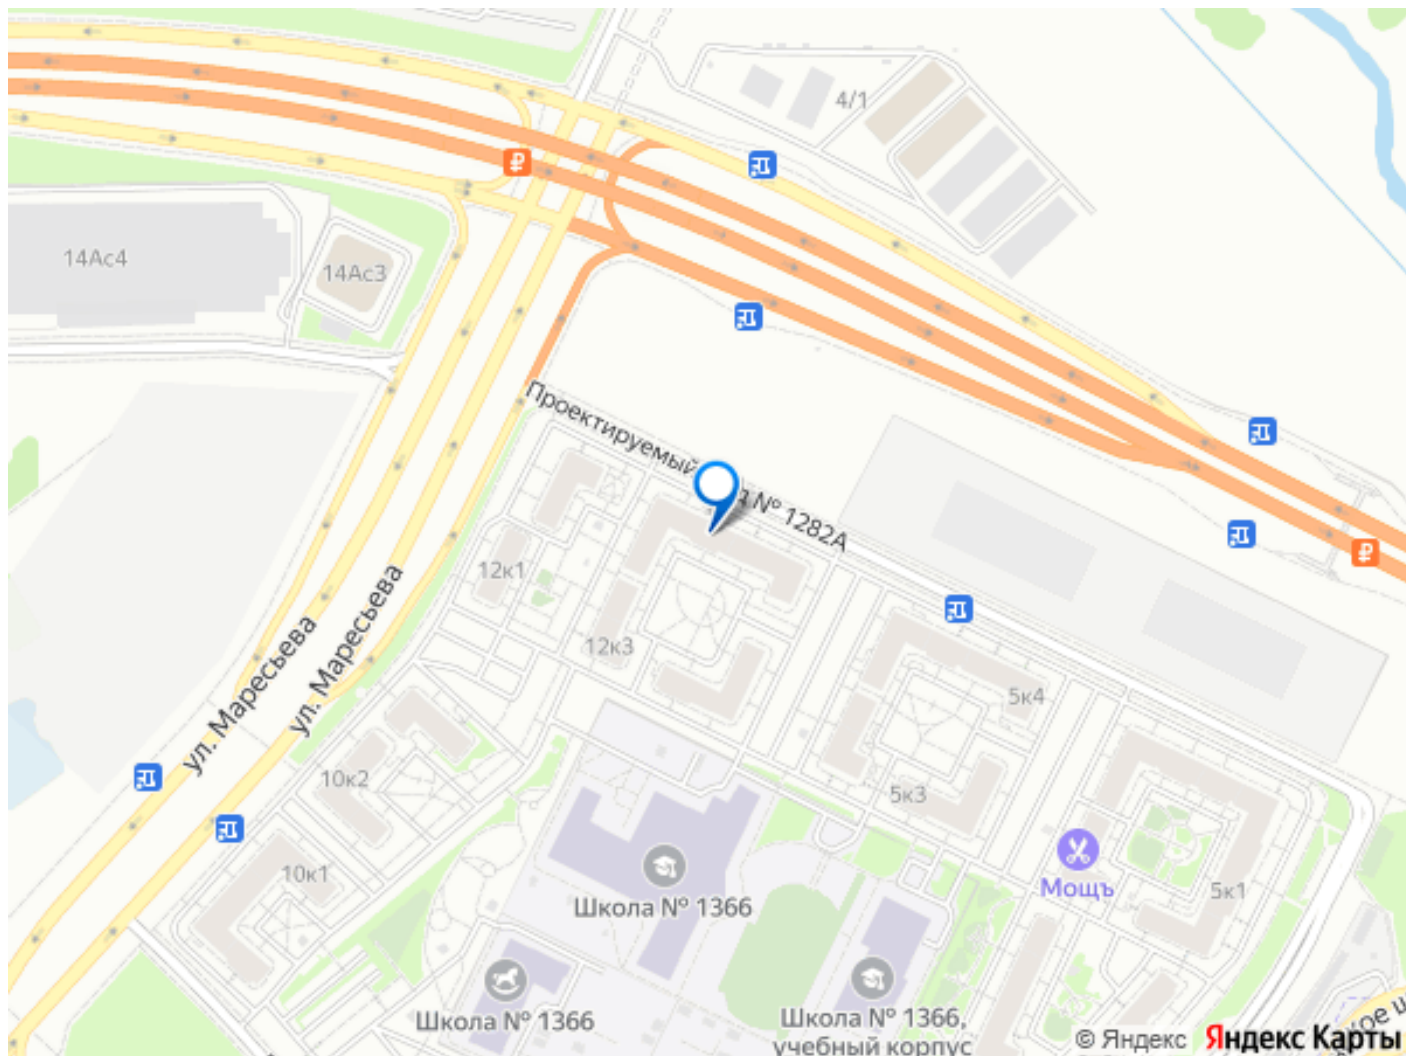 4/1
₽
14Ас4
14Ас3
Проектируемый
д № 1282А
12к1
₽
ул. Маресьева
ул. Маресьева
12к3
5к4
10к2
5к3
10к1
Мощъ
5к1
Школа № 1366
Школа № 1366
Школа № 1366,
учебный корпус
кое ш
© Яндекс Яндекс Карты